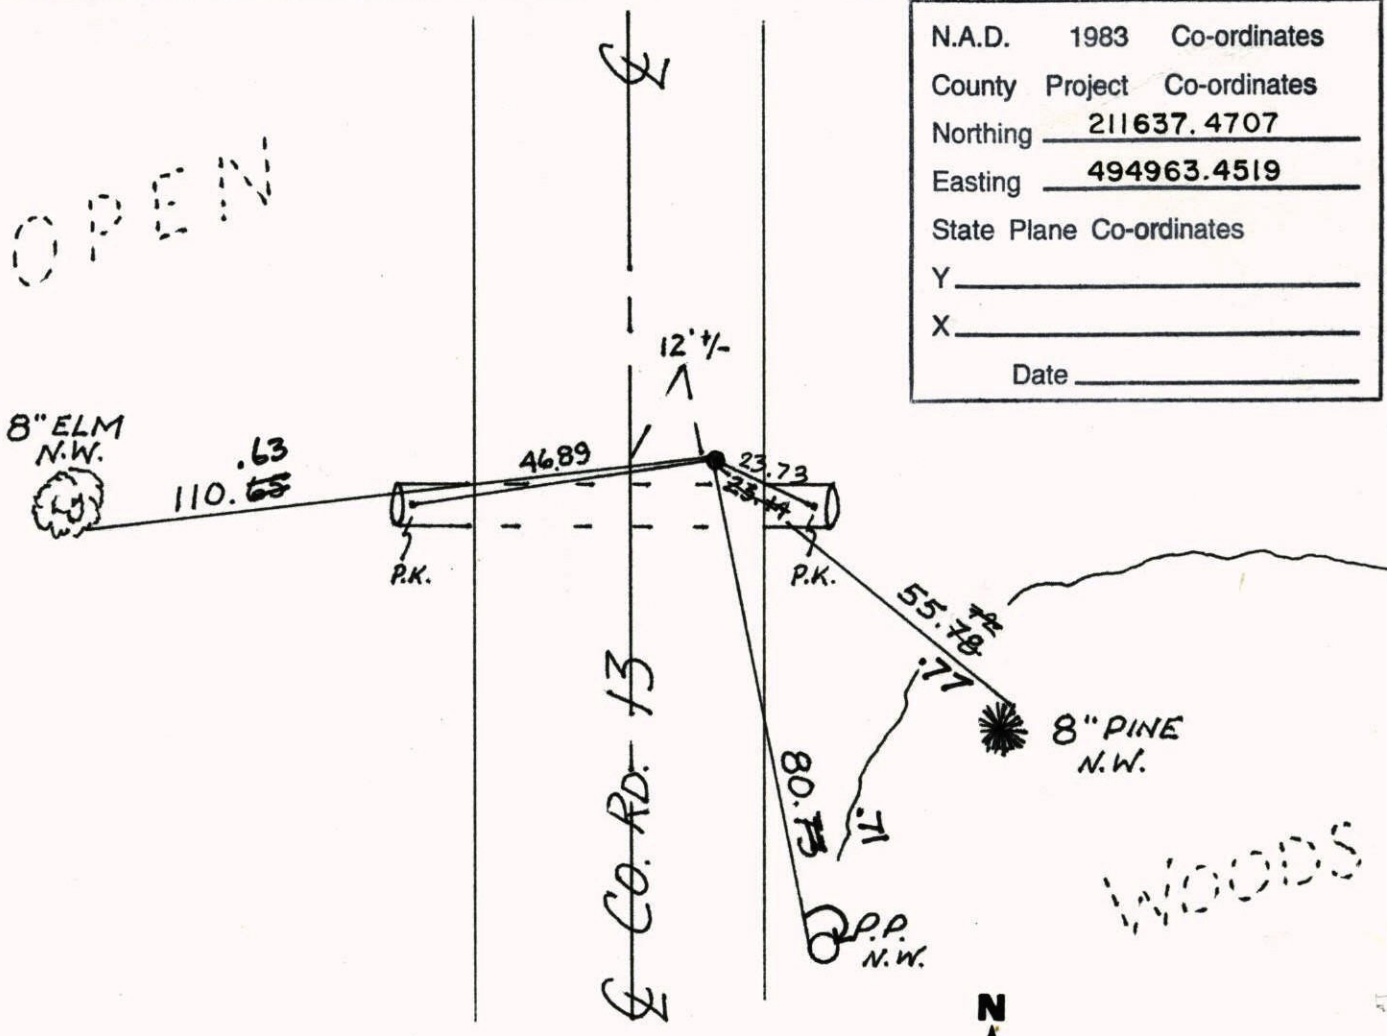 N.A.D. 1983 Co-ordinates
County Project Co-ordinates
Northing 211637.4707
Easting 494963.4519
State Plane Co-ordinates
Y
X
Date
℄
OPEN
12' +/-
8" ELM
N.W.
.63
110.65
46.89
23.73
23.44
P.K.
P.K.
55.78
72
.77
8" PINE
N.W.
80.73
.71
CO. RD. 13
℄
WOODS
P.P.
N.W.
N